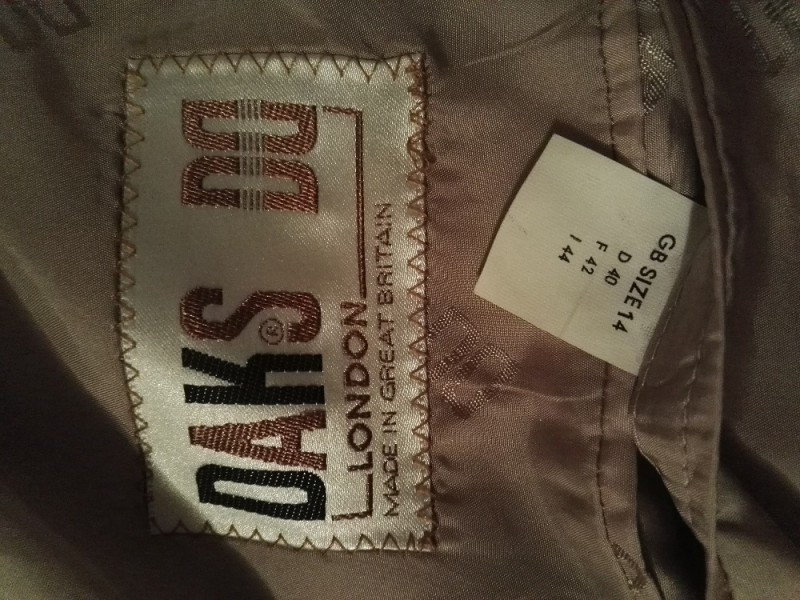 DAKS® DD
LONDON
MADE IN GREAT BRITAIN
GB SIZE 14
D 40
F 42
I 44